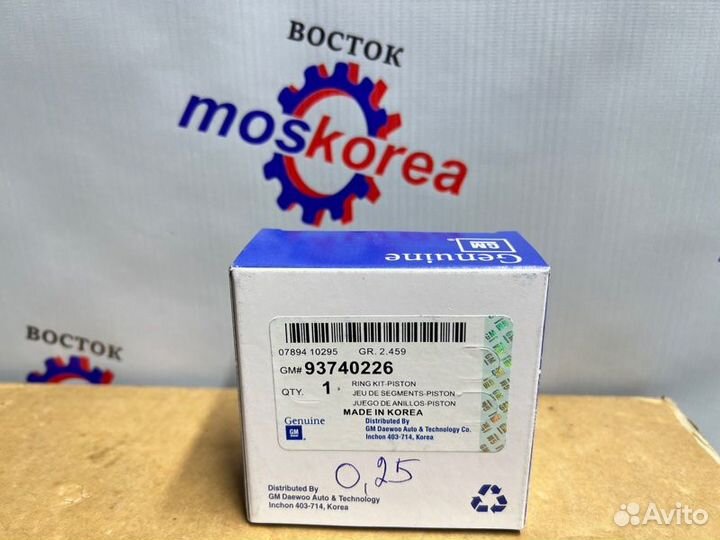 ВОСТОК
moskorea
ВОСТОК
Genuine
GM
07894 10295 GR. 2.459
GM# 93740226
QTY. 1
RING KIT-PISTON
JEU DE SEGMENTS-PISTON
JUEGO DE ANILLOS-PISTON
MADE IN KOREA
Genuine
GM
Distributed By
GM Daewoo Auto & Technology Co.
Inchon 403-714, Korea
0,25
Distributed By
GM Daewoo Auto & Technology
Inchon 403-714, Korea
Avito